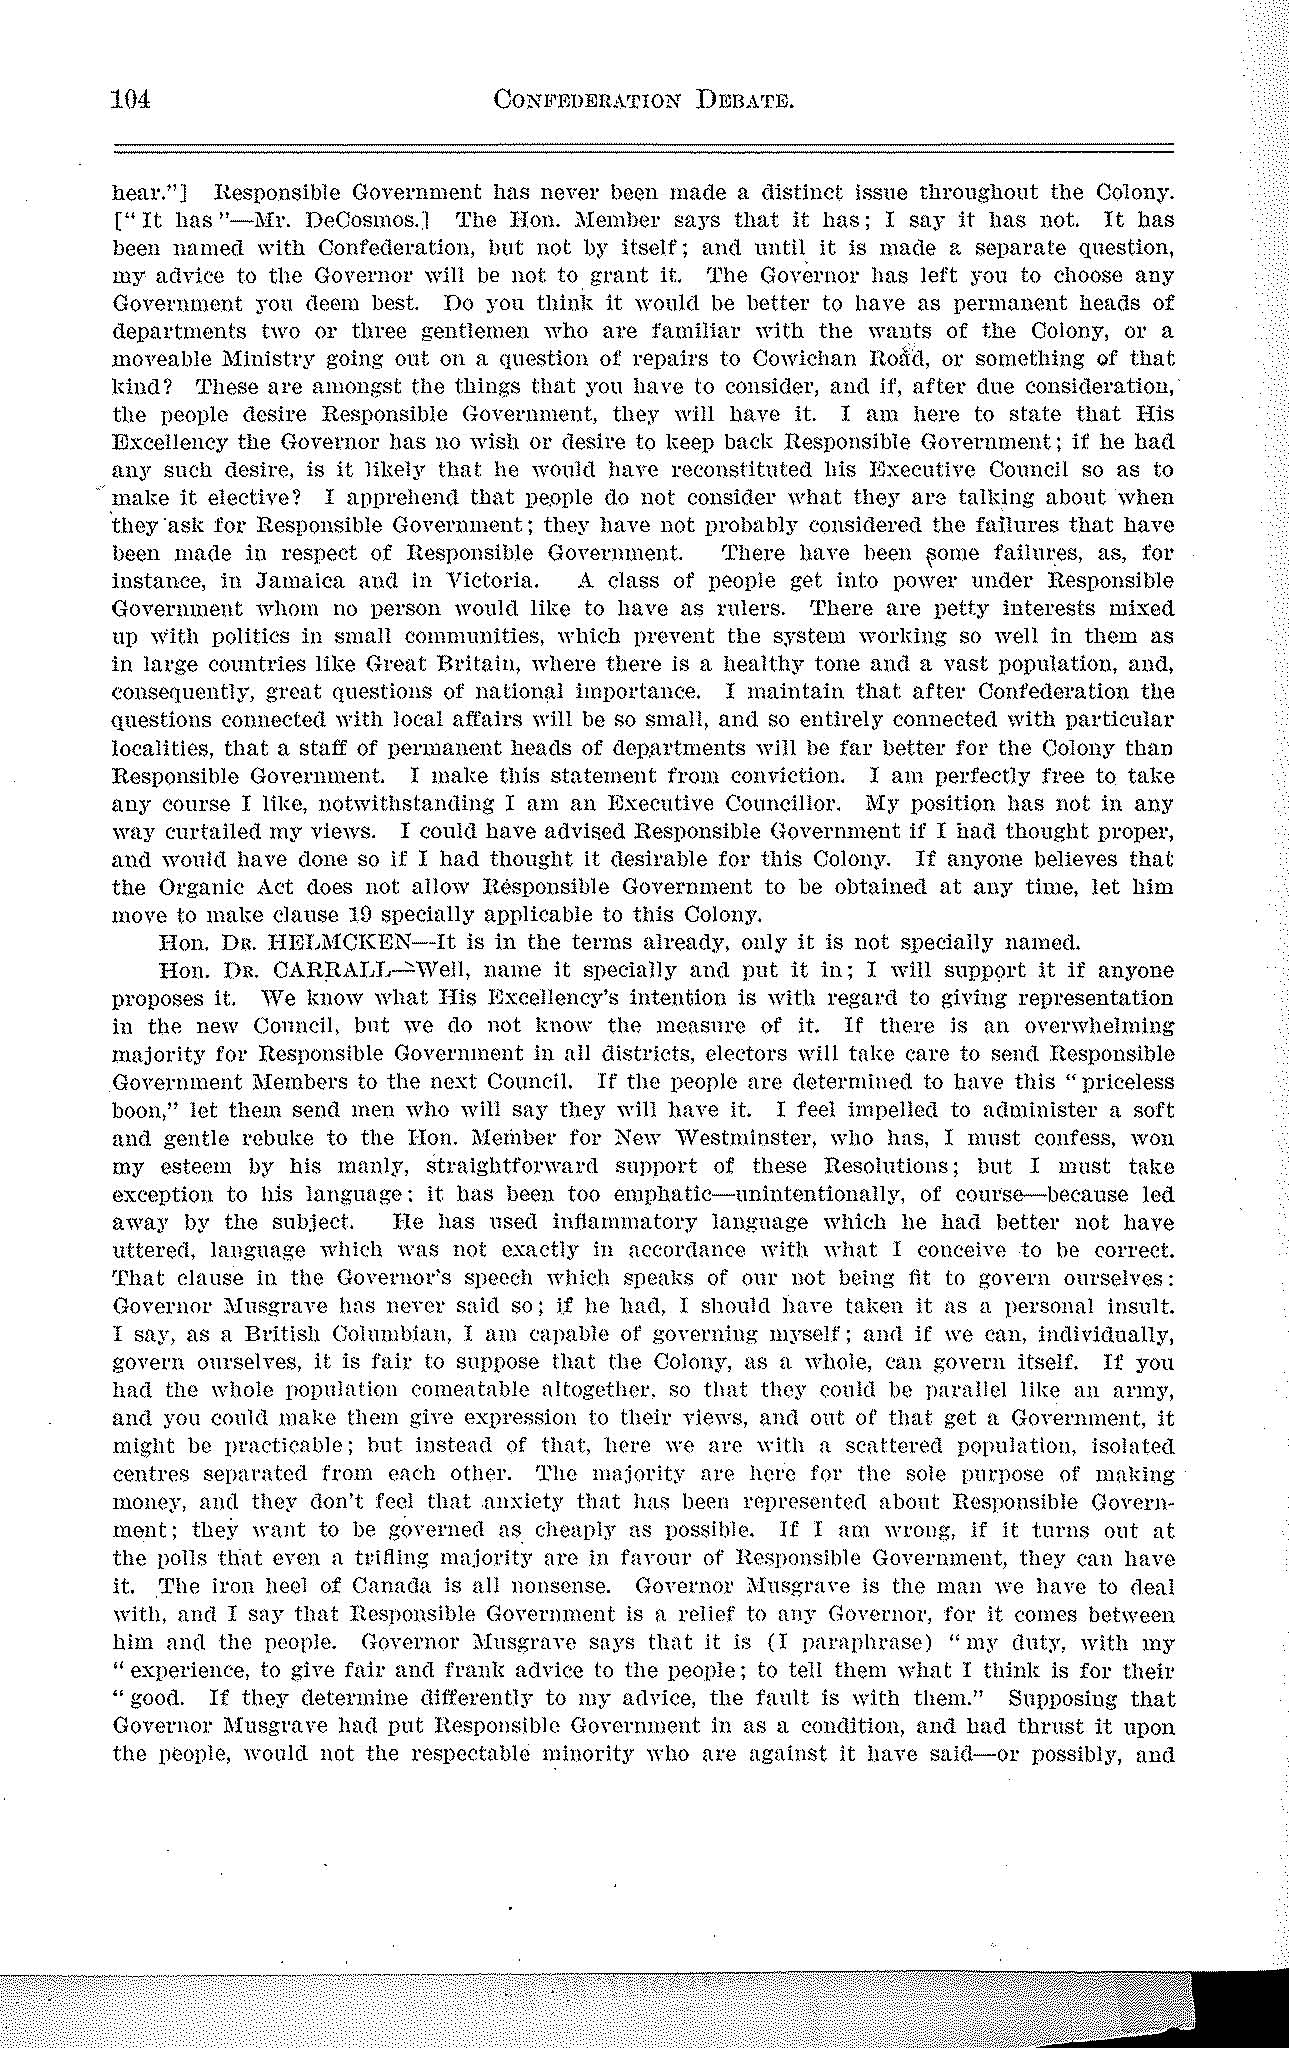 104 CONFEDERATION DEBATE.
hear."] Responsible Government has never been made a distinct issue throughout the Colony.
["It has"—Mr. DeCosmos.] The Hon. Member says that it has; I say it has not. It has
been named with Confederation, but not by itself; and until it is made a separate question,
my advice to the Governor will be not to grant it. The Governor has left you to choose any
Government you deem best. Do you think it would be better to have as permanent heads of
departments two or three gentlemen who are familiar with the wants of the Colony, or a
moveable Ministry going out on a question of repairs to Cowichan Road, or something of that
kind? These are amongst the things that you have to consider, and if, after due consideration,
the people desire Responsible Government, they will have it. I am here to state that His
Excellency the Governor has no wish or desire to keep back Responsible Government; if he had
any such desire, is it likely that he would have reconstituted his Executive Council so as to
make it elective? I apprehend that people do not consider what they are talking about when
they ask for Responsible Government; they have not probably considered the failures that have
been made in respect of Responsible Government. There have been some failures, as, for
instance, in Jamaica and in Victoria. A class of people get into power under Responsible
Government whom no person would like to have as rulers. There are petty interests mixed
up with politics in small communities, which prevent the system working so well in them as
in large countries like Great Britain, where there is a healthy tone and a vast population, and,
consequently, great questions of national importance. I maintain that after Confederation the
questions connected with local affairs will be so small, and so entirely connected with particular
localities, that a staff of permanent heads of departments will be far better for the Colony than
Responsible Government. I make this statement from conviction. I am perfectly free to take
any course I like, notwithstanding I am an Executive Councillor. My position has not in any
way curtailed my views. I could have advised Responsible Government if I had thought proper,
and would have done so if I had thought it desirable for this Colony. If anyone believes that
the Organic Act does not allow Responsible Government to be obtained at any time, let him
move to make clause 19 specially applicable to this Colony.
Hon. DR. HELMCKEN—It is in the terms already, only it is not specially named.
Hon. DR. CARRALL—Well, name it specially and put it in; I will support it if anyone
proposes it. We know what His Excellency's intention is with regard to giving representation
in the new Council, but we do not know the measure of it. If there is an overwhelming
majority for Responsible Government in all districts, electors will take care to send Responsible
Government Members to the next Council. If the people are determined to have this "priceless
boon," let them send men who will say they will have it. I feel impelled to administer a soft
and gentle rebuke to the Hon. Member for New Westminster, who has, I must confess, won
my esteem by his manly, straightforward support of these Resolutions; but I must take
exception to his language; it has been too emphatic—unintentionally, of course—because led
away by the subject. He has used inflammatory language which he had better not have
uttered, language which was not exactly in accordance with what I conceive to be correct.
That clause in the Governor's speech which speaks of our not being fit to govern ourselves:
Governor Musgrave has never said so; if he had, I should have taken it as a personal insult.
I say, as a British Columbian, I am capable of governing myself; and if we can, individually,
govern ourselves, it is fair to suppose that the Colony, as a whole, can govern itself. If you
had the whole population comeatable altogether, so that they could be parallel like an army,
and you could make them give expression to their views, and out of that get a Government, it
might be practicable; but instead of that, here we are with a scattered population, isolated
centres separated from each other. The majority are here for the sole purpose of making
money, and they don't feel that anxiety that has been represented about Responsible Govern-
ment; they want to be governed as cheaply as possible. If I am wrong, if it turns out at
the polls that even a trifling majority are in favour of Responsible Government, they can have
it. The iron heel of Canada is all nonsense. Governor Musgrave is the man we have to deal
with, and I say that Responsible Government is a relief to any Governor, for it comes between
him and the people. Governor Musgrave says that it is (I paraphrase) "my duty, with my
"experience, to give fair and frank advice to the people; to tell them what I think is for their
"good. If they determine differently to my advice, the fault is with them." Supposing that
Governor Musgrave had put Responsible Government in as a condition, and had thrust it upon
the people, would not the respectable minority who are against it have said—or possibly, and